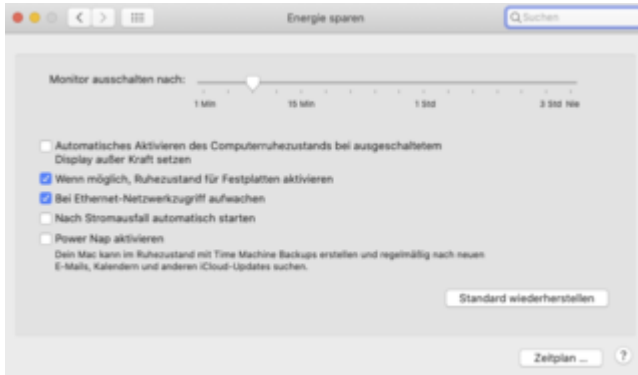 Energie sparen
Suchen
Monitor ausschalten nach:
1 Min 15 Min 1 Std 3 Std Nie
Automatisches Aktivieren des Computerruhezustands bei ausgeschaltetem
Display außer Kraft setzen
Wenn möglich, Ruhezustand für Festplatten aktivieren
Bei Ethernet-Netzwerkzugriff aufwachen
Nach Stromausfall automatisch starten
Power Nap aktivieren
Dein Mac kann im Ruhezustand mit Time Machine Backups erstellen und regelmäßig nach neuen
E-Mails, Kalendern und anderen iCloud-Updates suchen.
Standard wiederherstellen
Zeitplan ...
?